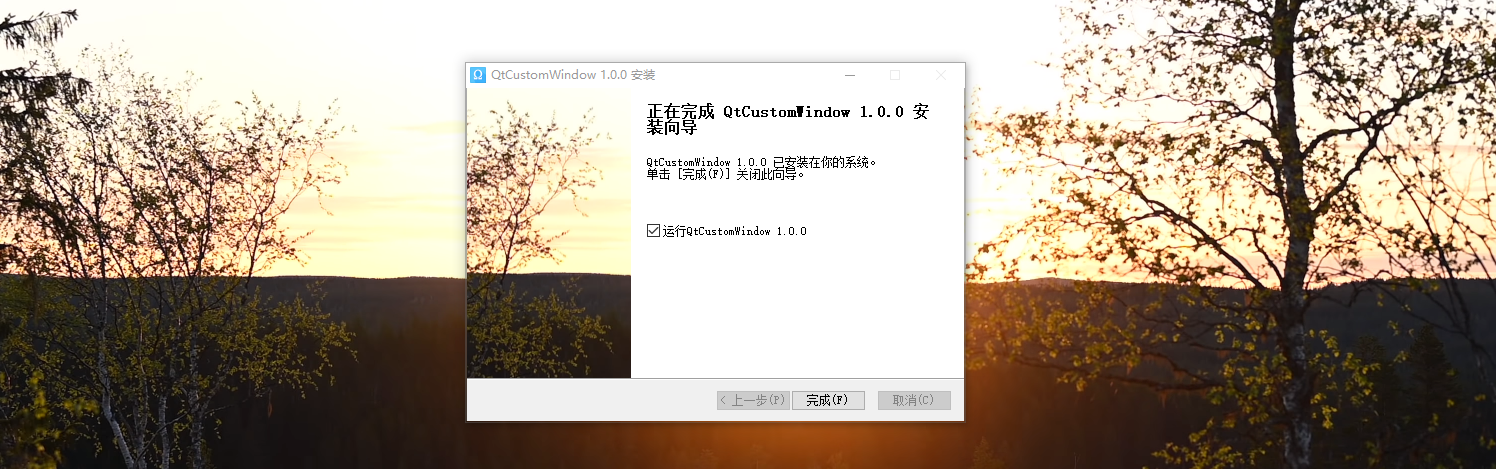 QtCustomWindow 1.0.0 安装
正在完成 QtCustomWindow 1.0.0 安
装向导
QtCustomWindow 1.0.0 已安装在你的系统。
单击 [完成(F)] 关闭此向导。
运行QtCustomWindow 1.0.0
< 上一步(P) 完成(F) 取消(C)